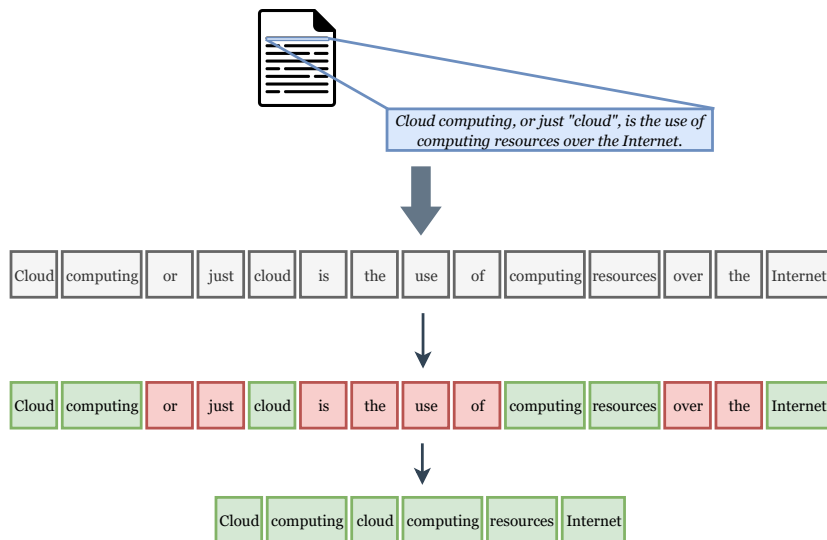 Cloud computing, or just "cloud", is the use of
computing resources over the Internet.
Cloud computing or just cloud is the use of computing resources over the Internet
Cloud computing or just cloud is the use of computing resources over the Internet
Cloud computing cloud computing resources Internet